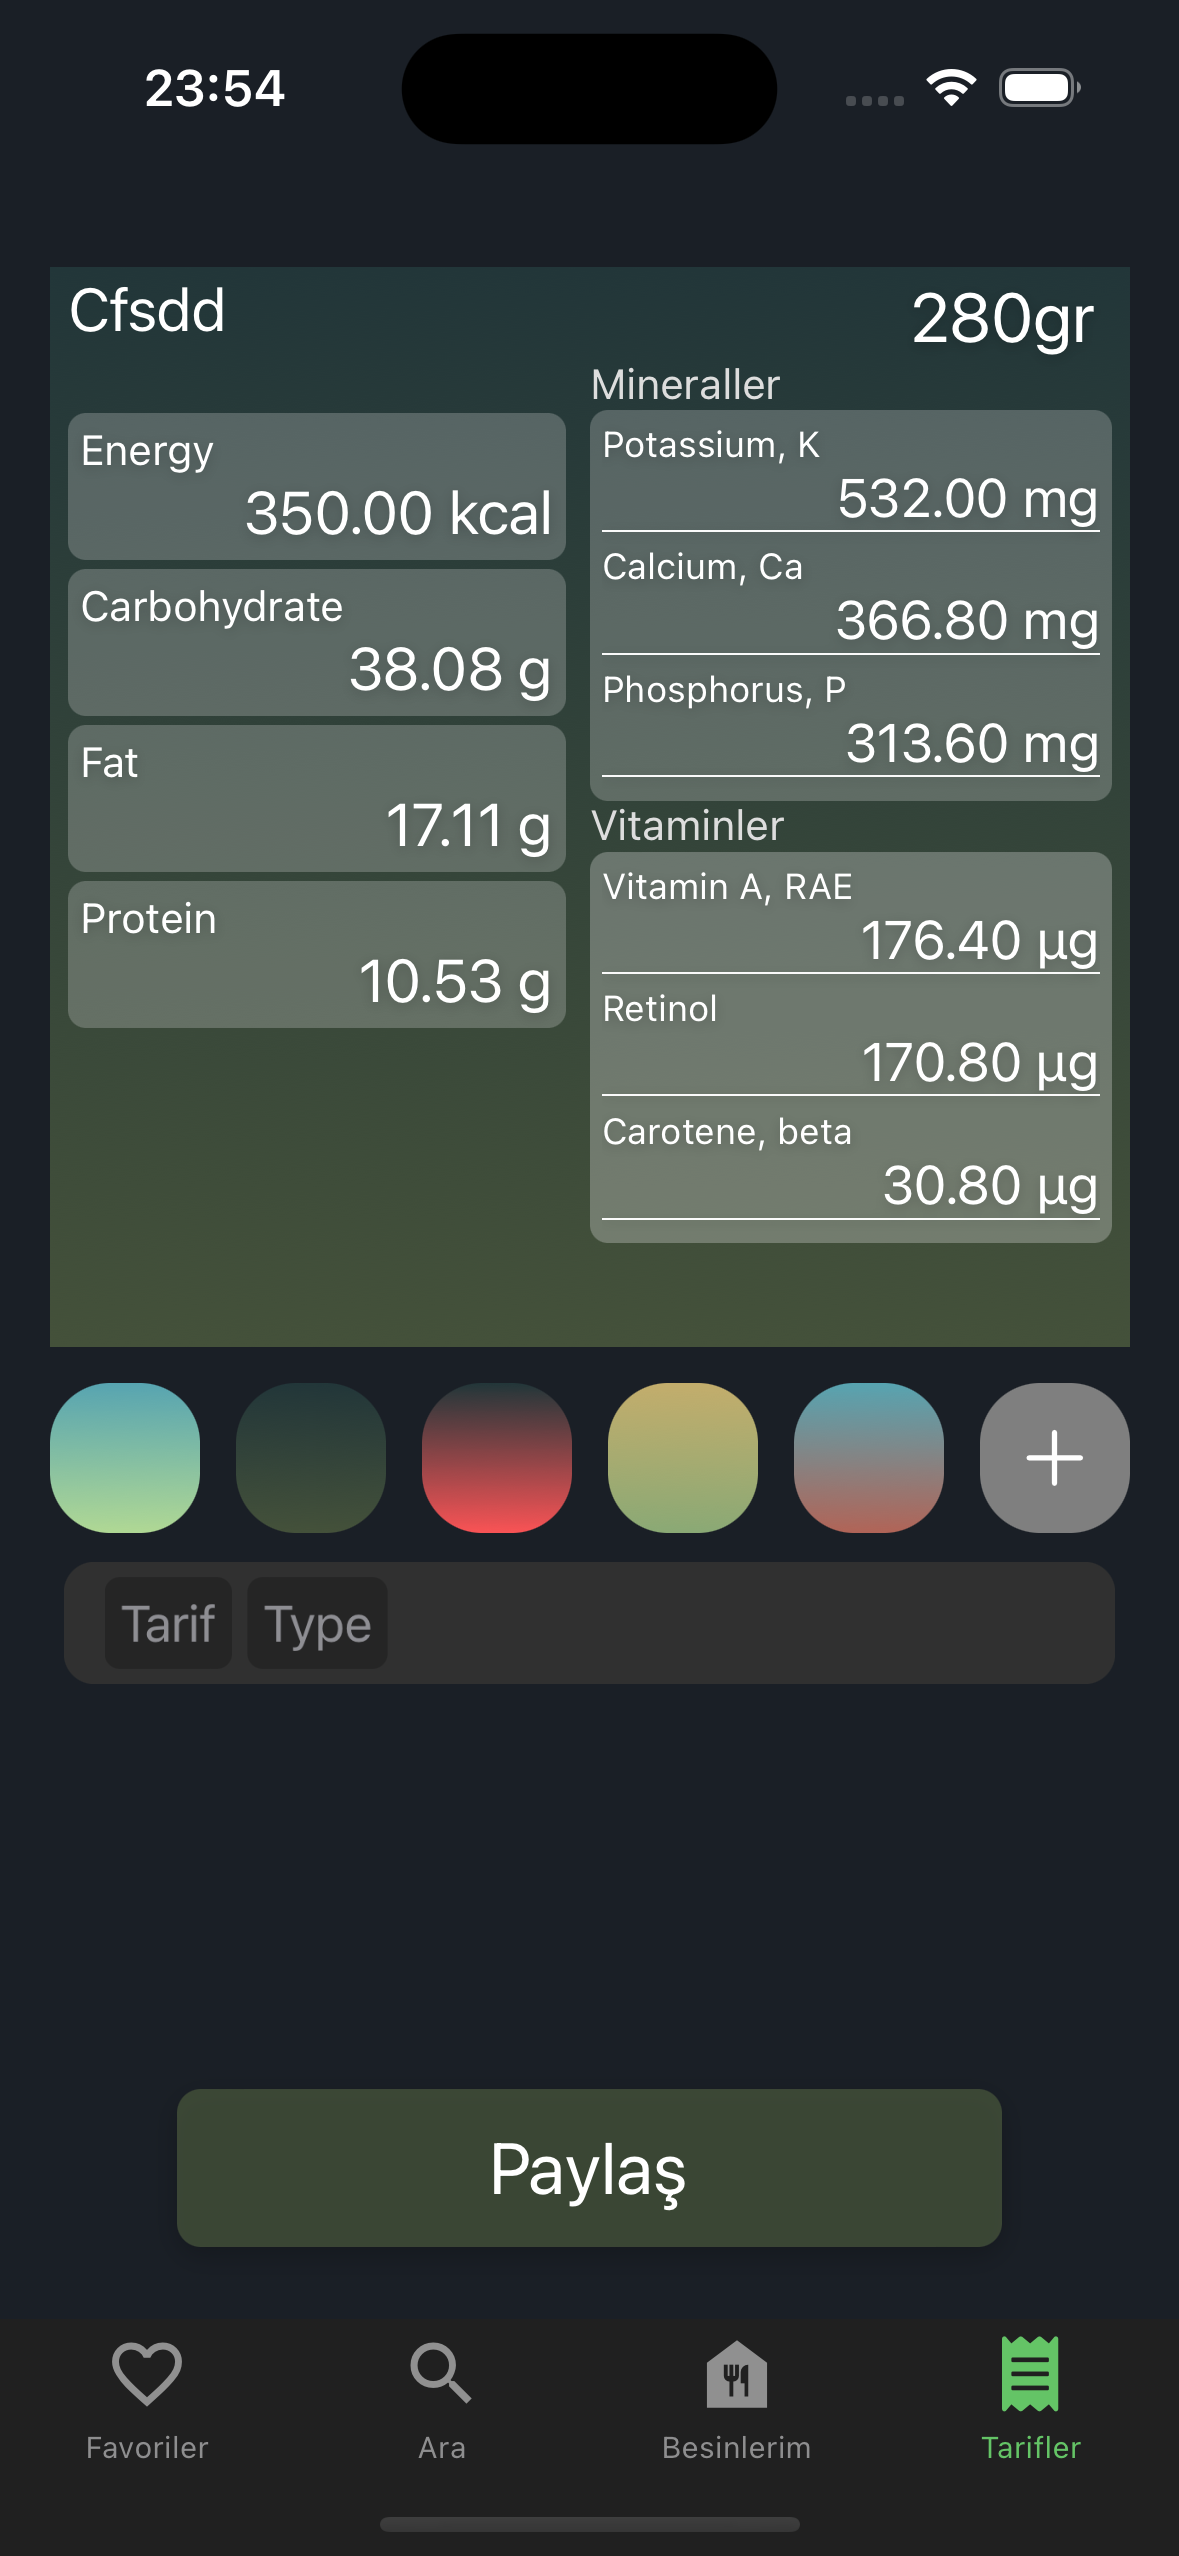 23:54
Cfsdd
280gr
Energy
350.00 kcal
Carbohydrate
38.08 g
Fat
17.11 g
Protein
10.53 g
Mineraller
Potassium, K
532.00 mg
Calcium, Ca
366.80 mg
Phosphorus, P
313.60 mg
Vitaminler
Vitamin A, RAE
176.40 µg
Retinol
170.80 µg
Carotene, beta
30.80 µg
Tarif Type
Paylaş
Favoriler Ara Besinlerim Tarifler